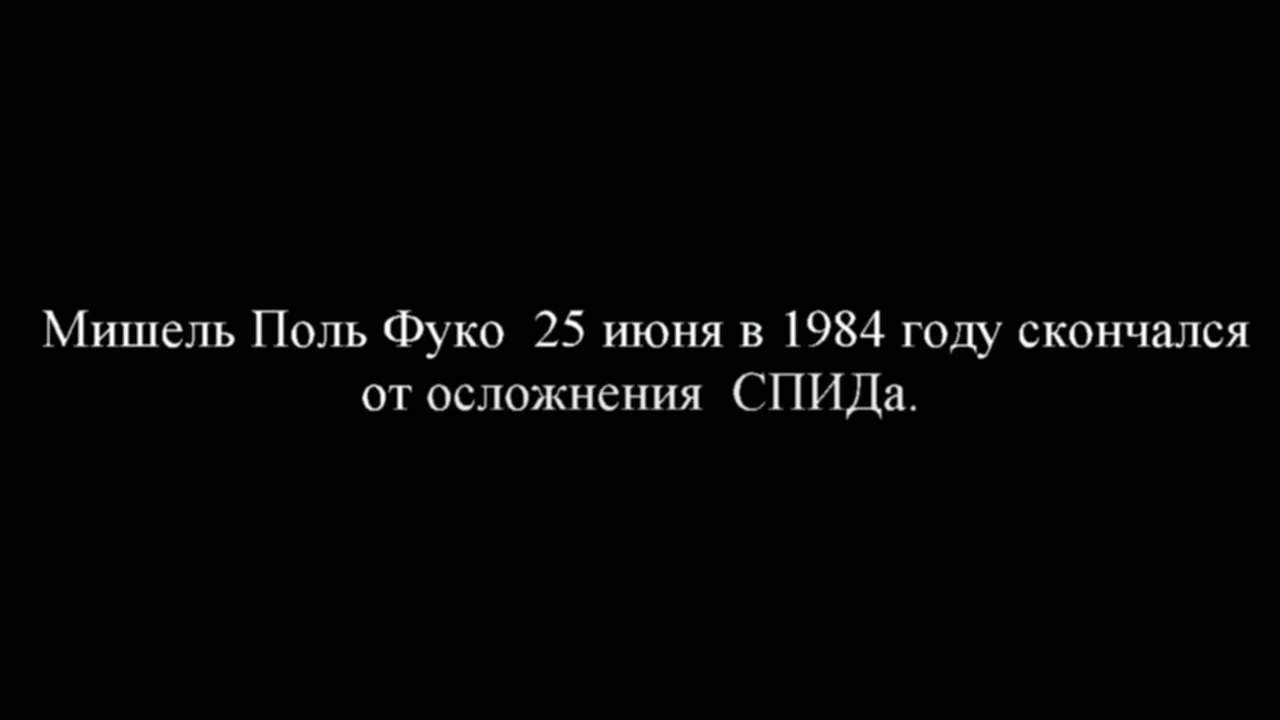 Мишель Поль Фуко  25 июня в 1984 году скончался
от осложнения  СПИДа.